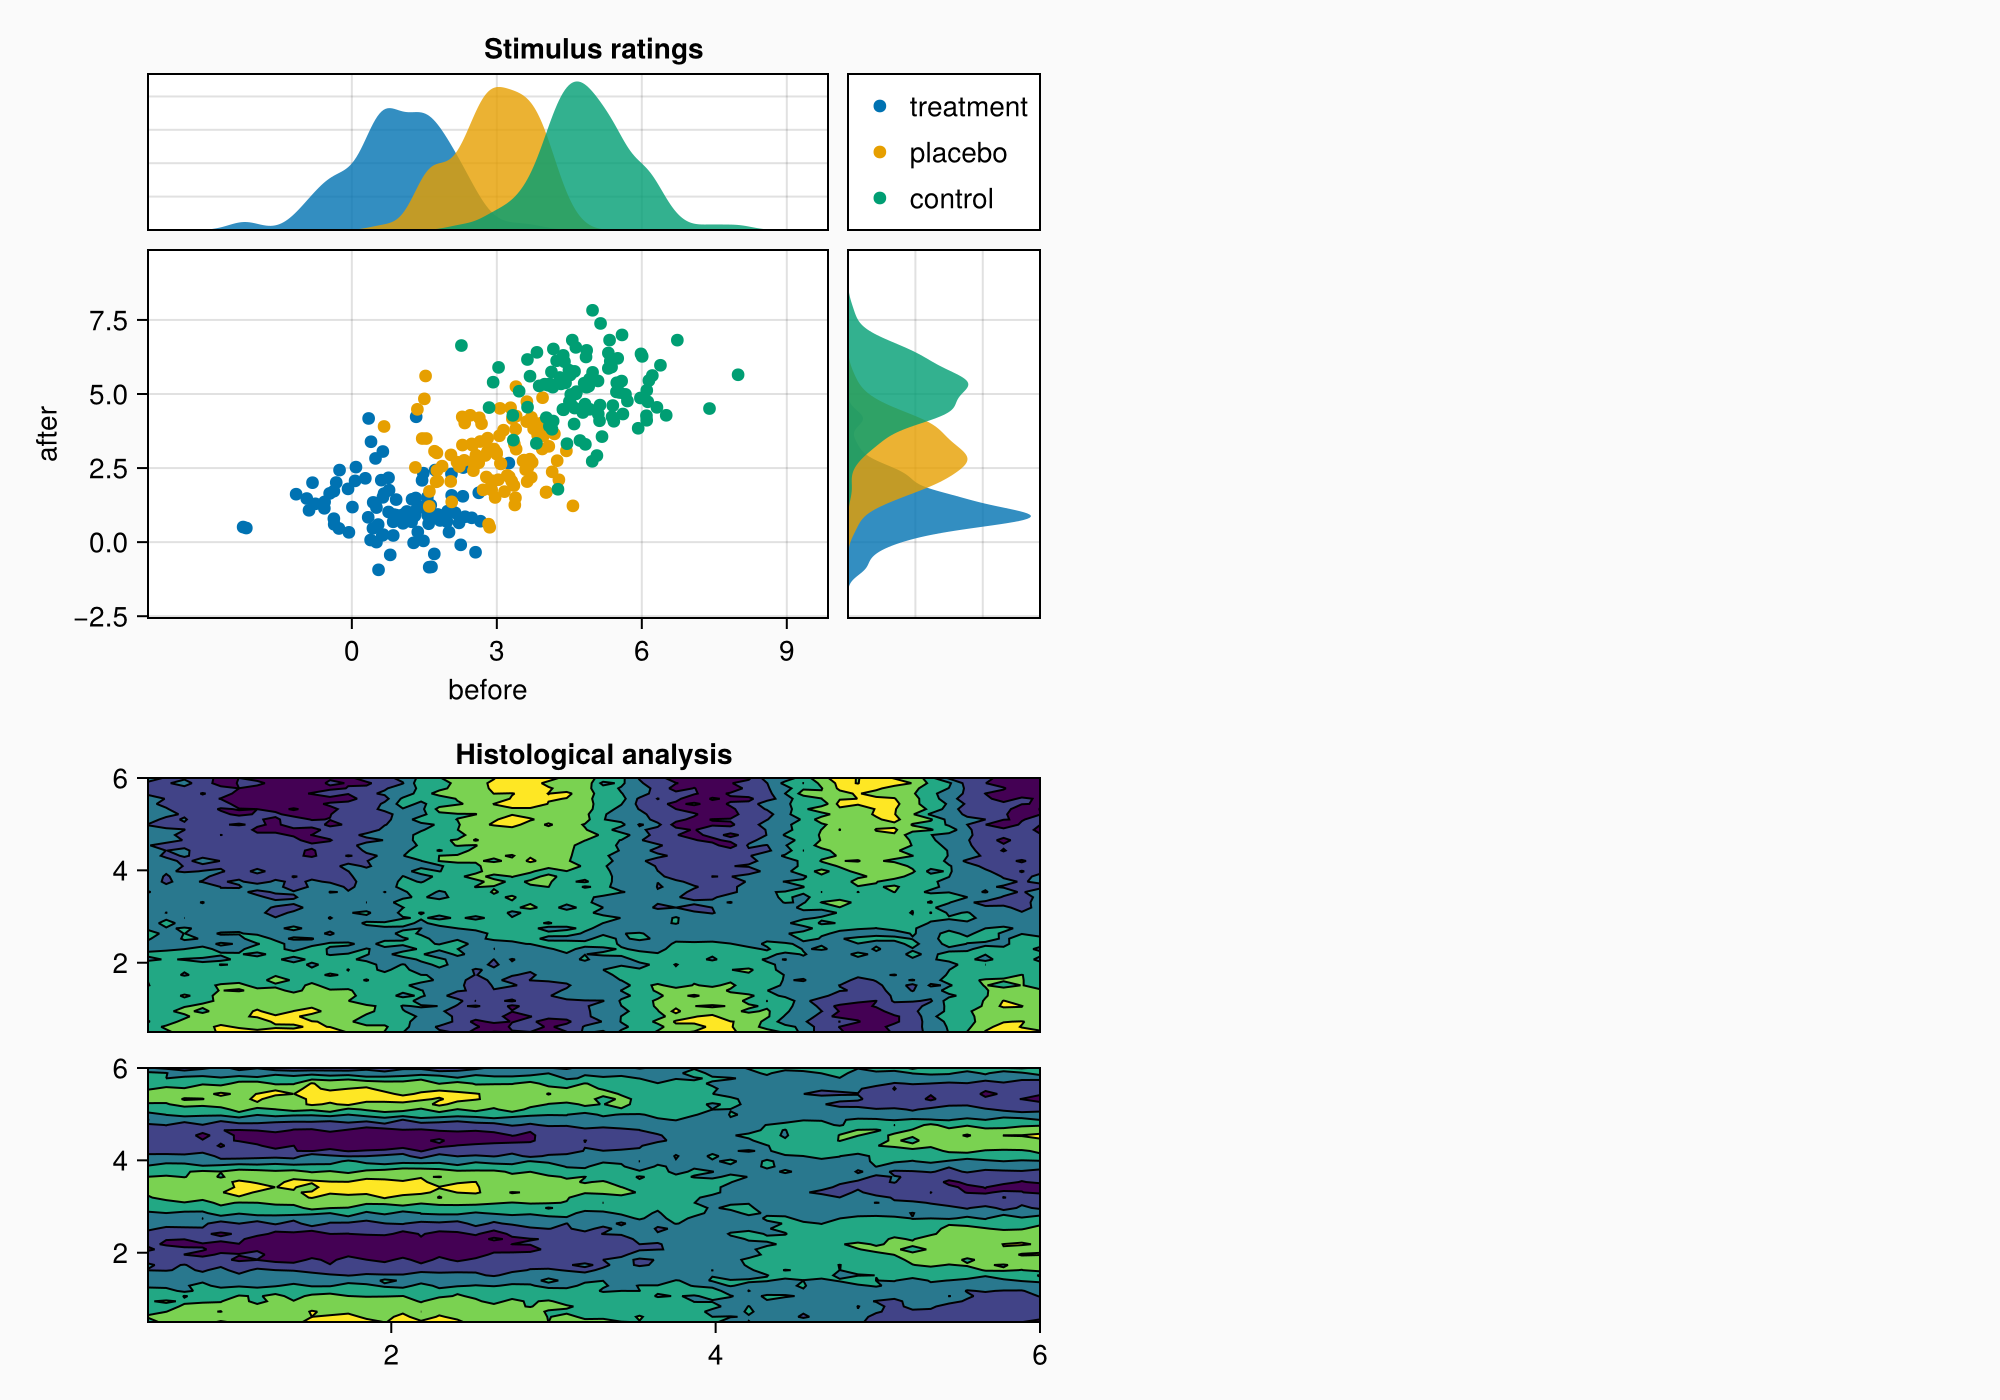 Stimulus ratings
treatment
placebo
control
after
7.5
5.0
2.5
0.0
−2.5
0 3 6 9
before
Histological analysis
6
4
2
6
4
2
2 4 6